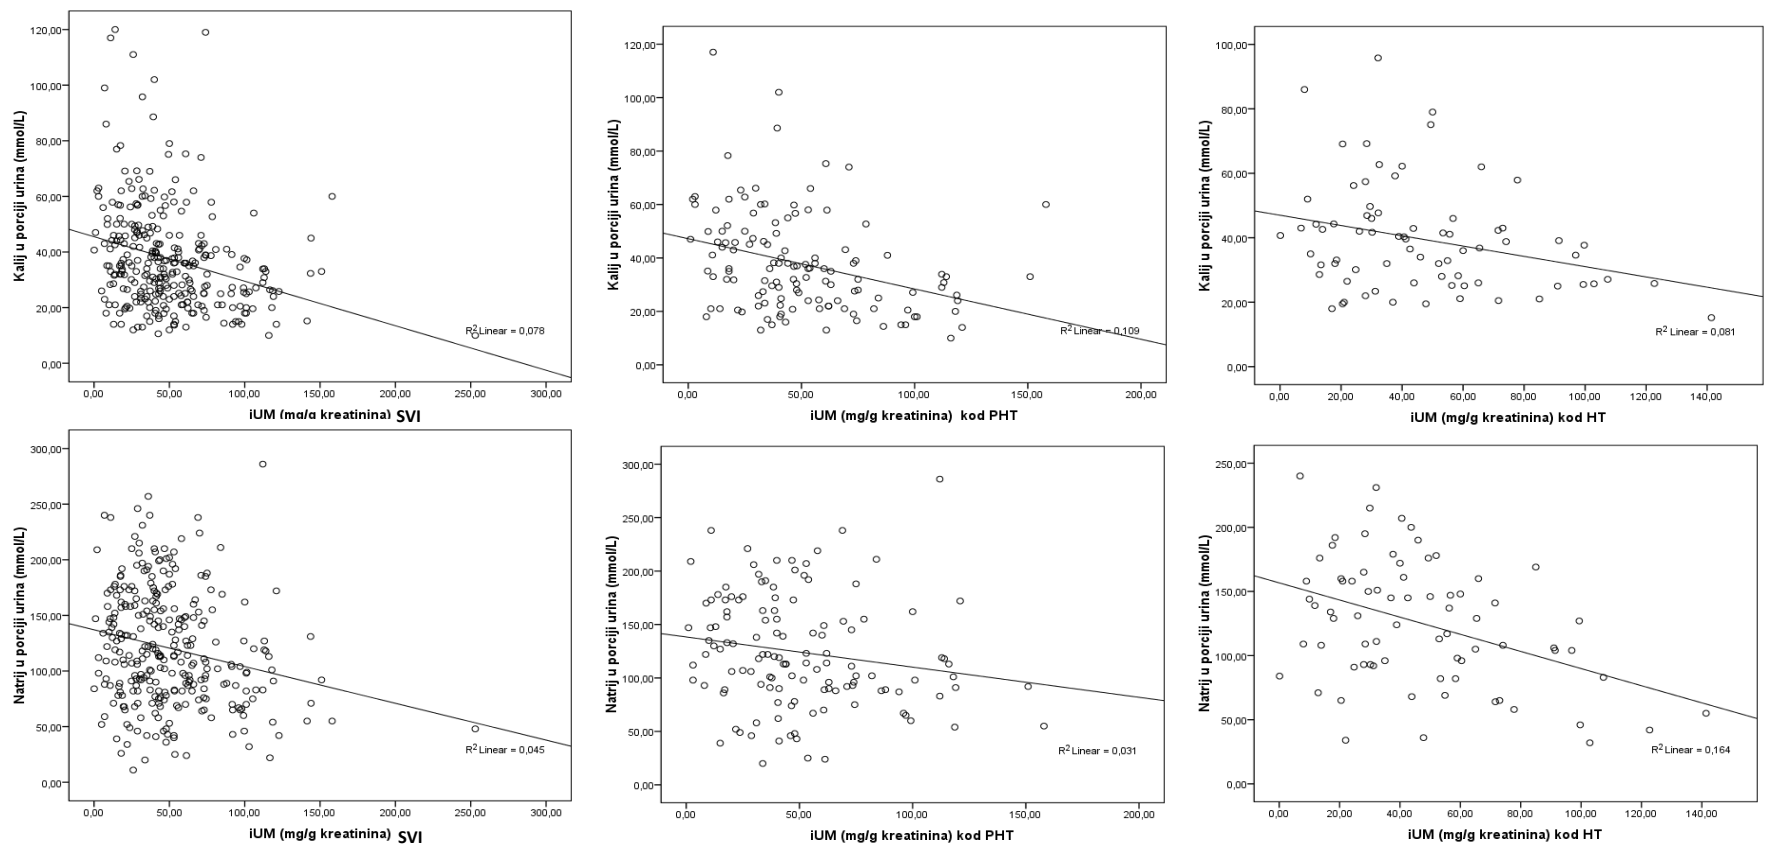 Kalij u porciji urina (mmol/L)
120,00
100,00
80,00
60,00
40,00
20,00
0,00
R² Linear = 0,078
0,00 50,00 100,00 150,00 200,00 250,00 300,00
iUM (mg/g kreatinina) SVI
Kalij u porciji urina (mmol/L)
120,00
100,00
80,00
60,00
40,00
20,00
0,00
R² Linear = 0,109
0,00 50,00 100,00 150,00 200,00
iUM (mg/g kreatinina) kod PHT
Kalij u porciji urina (mmol/L)
100,00
80,00
60,00
40,00
20,00
0,00
R² Linear = 0,081
0,00 20,00 40,00 60,00 80,00 100,00 120,00 140,00
iUM (mg/g kreatinina) kod HT
Natrij u porciji urina (mmol/L)
300,00
250,00
200,00
150,00
100,00
50,00
0,00
R² Linear = 0,045
0,00 50,00 100,00 150,00 200,00 250,00 300,00
iUM (mg/g kreatinina) SVI
Natrij u porciji urina (mmol/L)
300,00
250,00
200,00
150,00
100,00
50,00
0,00
R² Linear = 0,031
0,00 50,00 100,00 150,00 200,00
iUM (mg/g kreatinina) kod PHT
Natrij u porciji urina (mmol/L)
250,00
200,00
150,00
100,00
50,00
0,00
R² Linear = 0,164
0,00 20,00 40,00 60,00 80,00 100,00 120,00 140,00
iUM (mg/g kreatinina) kod HT